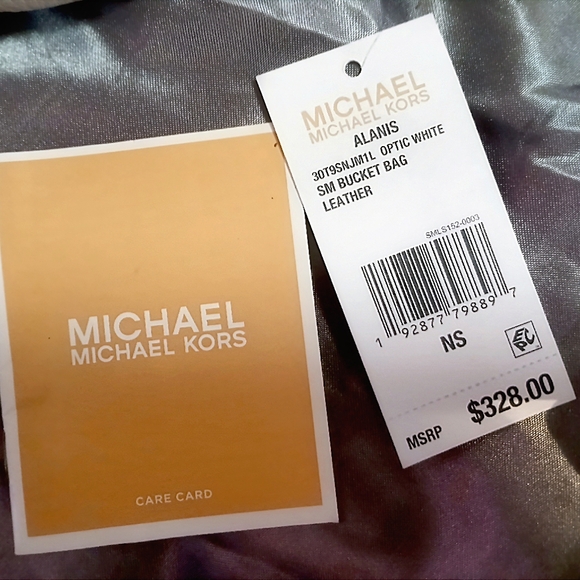 MICHAEL
MICHAEL KORS
CARE CARD
MICHAEL
MICHAEL KORS
ALANIS
30T9SNJM1L OPTIC WHITE
SM BUCKET BAG
LEATHER
SMLS152-0003
1 92877 79889 7
NS
EPC
MSRP $328.00